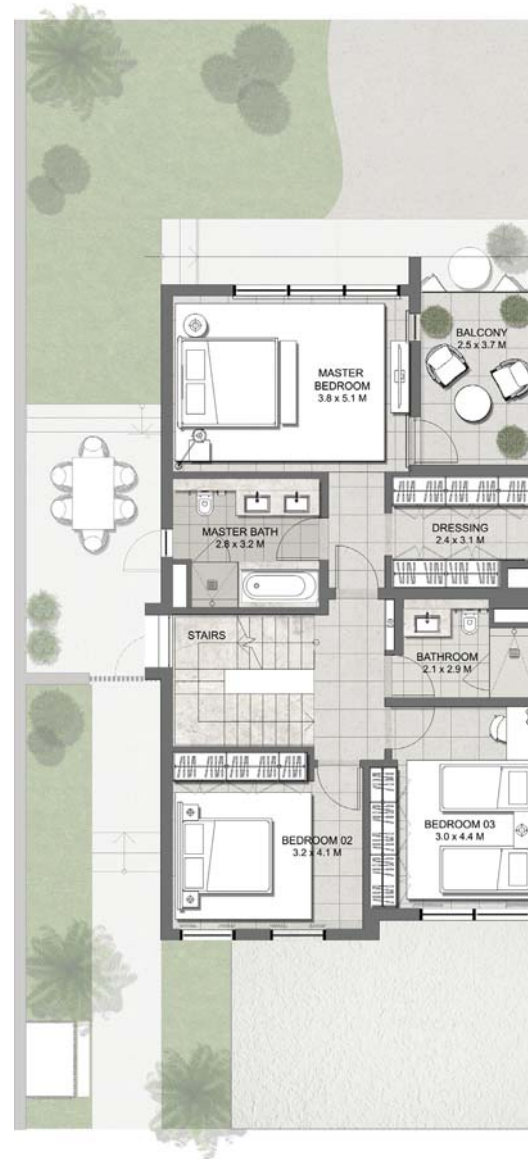 BALCONY
2.5 x 3.7 M
MASTER
BEDROOM
3.8 x 5.1 M
MASTER BATH
2.8 x 3.2 M
DRESSING
2.4 x 3.1 M
STAIRS
BATHROOM
2.1 x 2.9 M
BEDROOM 02
3.2 x 4.1 M
BEDROOM 03
3.0 x 4.4 M